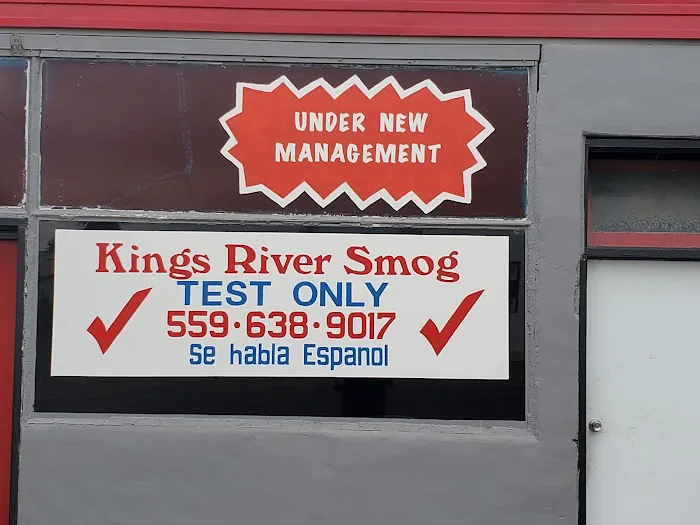 UNDER NEW
MANAGEMENT
Kings River Smog
TEST ONLY
559·638·9017
Se habla Espanol